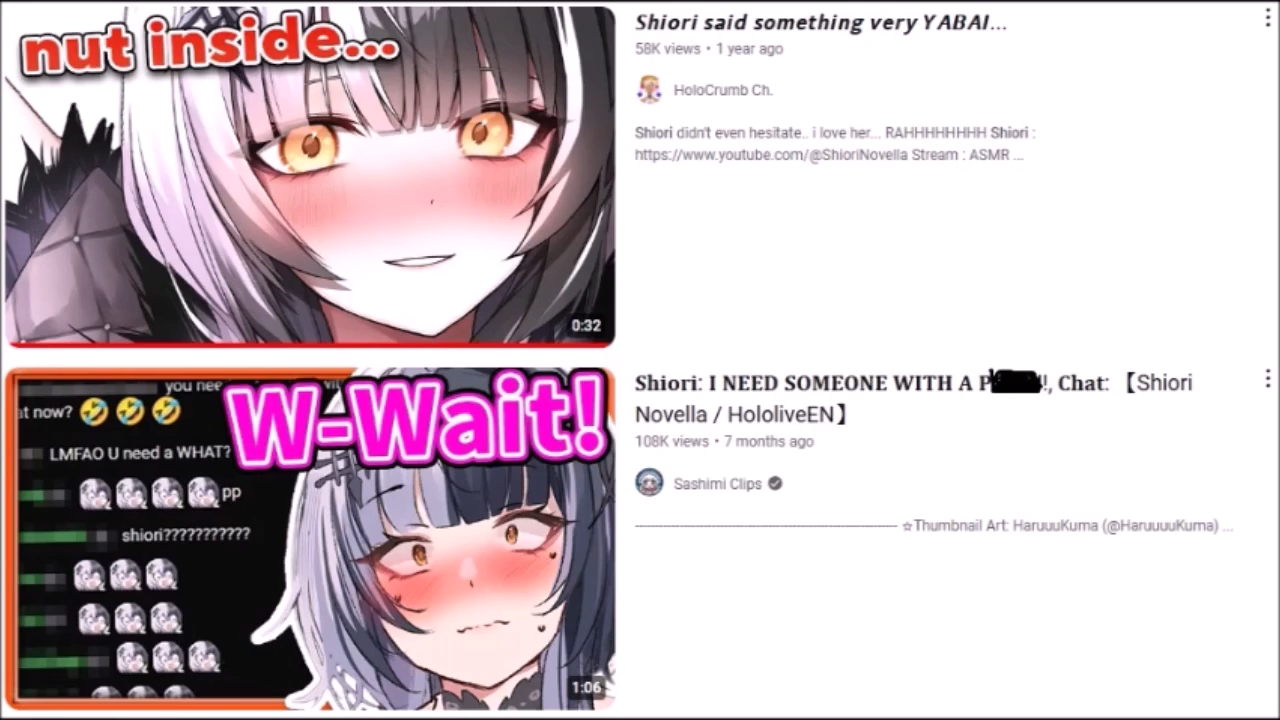 nut inside...
0:32
Shiori said something very YABAI...
58K views • 1 year ago
HoloCrumb Ch.
Shiori didn't even hesitate.. i love her... RAHHHHHHHH Shiori :
https://www.youtube.com/@ShioriNovella Stream : ASMR ...
you nee
at now? 🤣 🤣 🤣
W-Wait!
LMFAO U need a WHAT?
pp
shiori???????????
1:06
Shiori: I NEED SOMEONE WITH A P!!, Chat: 【Shiori
Novella / HololiveEN】
108K views • 7 months ago
Sashimi Clips
☆Thumbnail Art: HaruuuKuma (@HaruuuuKuma) ...